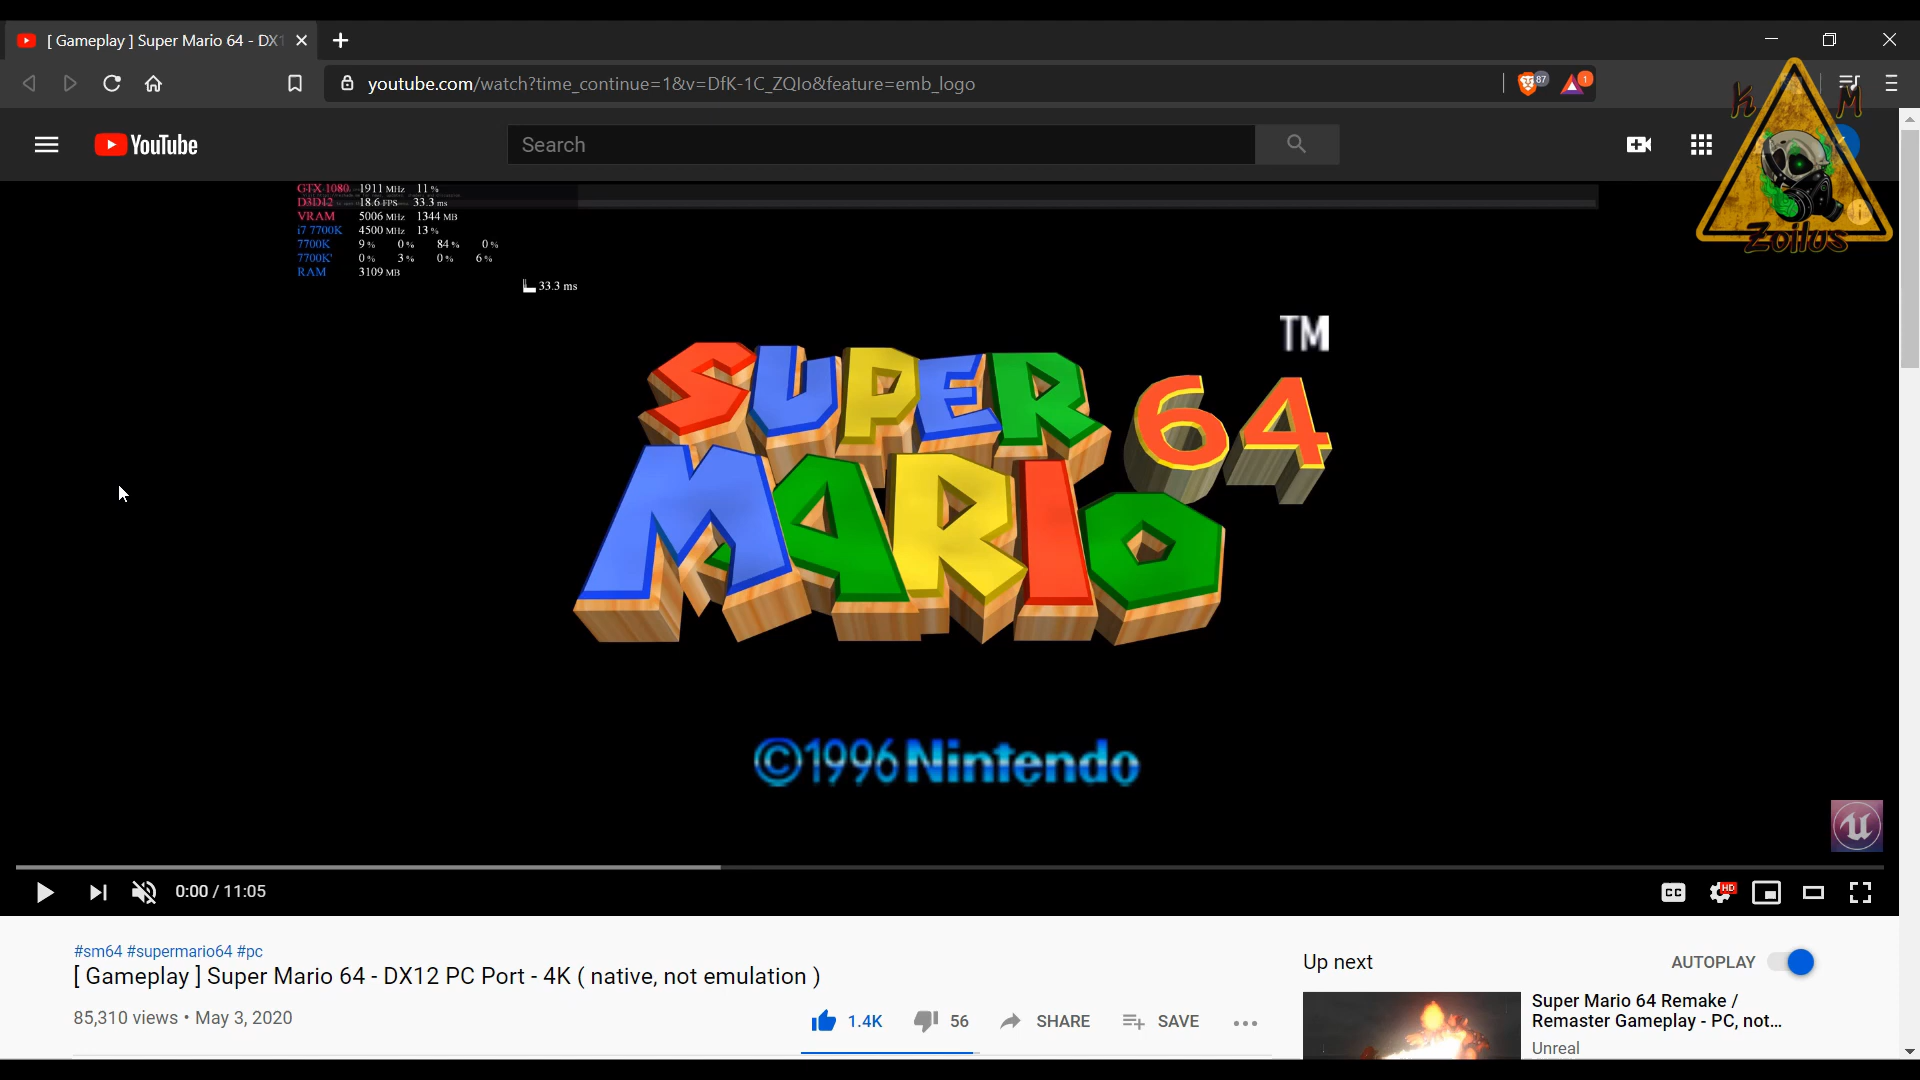 [ Gameplay ] Super Mario 64 - DX1
youtube.com/watch?time_continue=1&v=DfK-1C_ZQIo&feature=emb_logo
87
1
K M
YouTube
Search
Zoilus
GTX 1080 1911 MHz 11 %
D3D12 18.6 FPS 33.3 ms
VRAM 5006 MHz 1344 MB
i7 7700K 4500 MHz 13 %
7700K 9 % 0 % 84 % 0 %
7700K' 0 % 3 % 0 % 6 %
RAM 3109 MB
33.3 ms
TM
SUPER
MARIO
64
©1996 Nintendo
0:00 / 11:05
CC
HD
#sm64 #supermario64 #pc
[ Gameplay ] Super Mario 64 - DX12 PC Port - 4K ( native, not emulation )
85,310 views • May 3, 2020
1.4K
56
SHARE
SAVE
Up next
AUTOPLAY
Super Mario 64 Remake /
Remaster Gameplay - PC, not...
Unreal